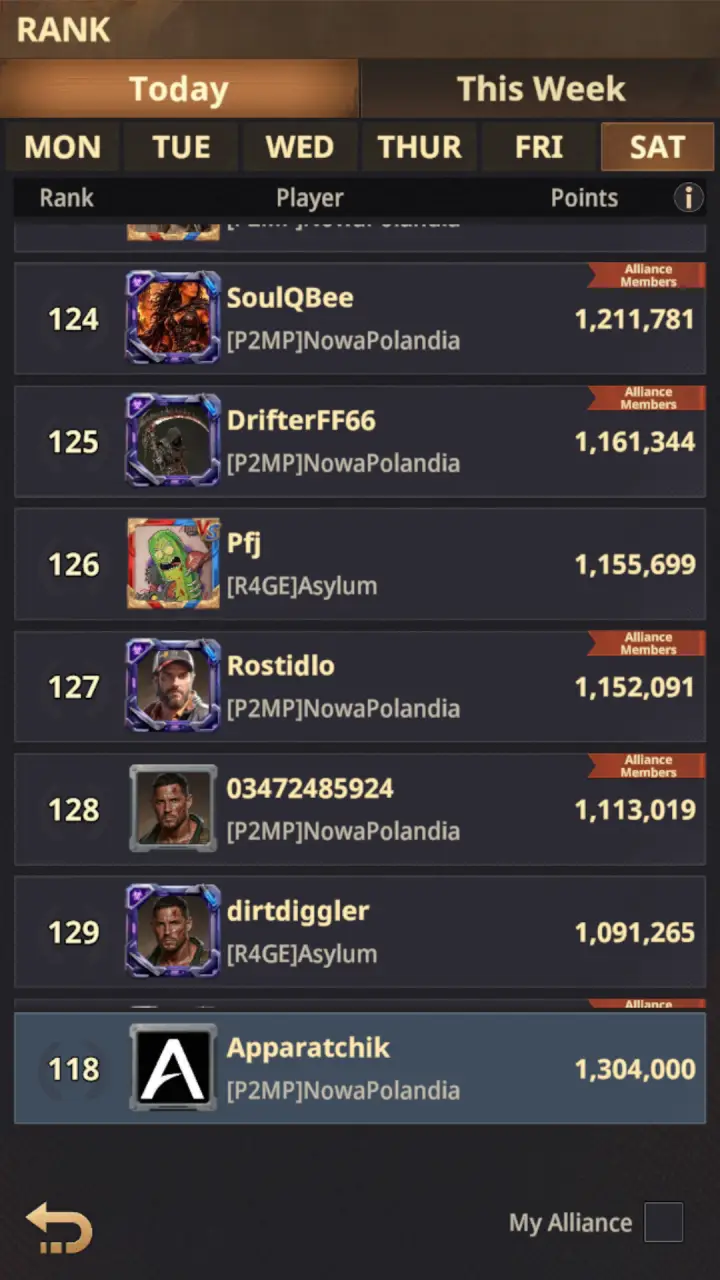 RANK
Today
This Week
MON
TUE
WED
THUR
FRI
SAT
Rank
Player
Points
124
SoulQBee
[P2MP]NowaPolandia
Alliance
Members
1,211,781
125
DrifterFF66
[P2MP]NowaPolandia
Alliance
Members
1,161,344
126
VS
Pfj
[R4GE]Asylum
1,155,699
127
Rostidlo
[P2MP]NowaPolandia
Alliance
Members
1,152,091
128
03472485924
[P2MP]NowaPolandia
Alliance
Members
1,113,019
129
dirtdiggler
[R4GE]Asylum
1,091,265
Alliance
118
Apparatchik
[P2MP]NowaPolandia
1,304,000
My Alliance